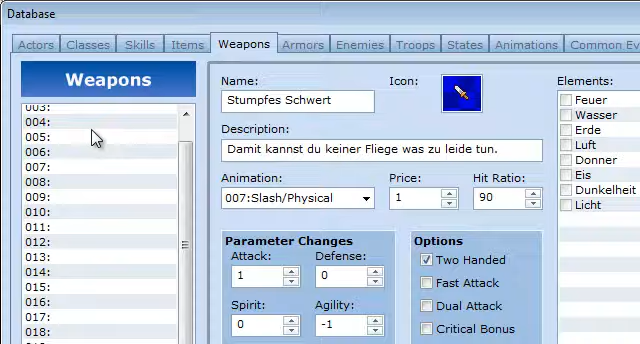 Database
Actors Classes Skills Items Weapons Armors Enemies Troops States Animations Common Ev
Weapons
003:
004:
005:
006:
007:
008:
009:
010:
011:
012:
013:
014:
015:
016:
017:
018:
Name: Icon:
Stumpfes Schwert
Description:
Damit kannst du keiner Fliege was zu leide tun.
Animation: Price: Hit Ratio:
007:Slash/Physical 1 90
Parameter Changes
Attack: Defense:
1 0
Spirit: Agility:
0 -1
Options
Two Handed
Fast Attack
Dual Attack
Critical Bonus
Elements:
Feuer
Wasser
Erde
Luft
Donner
Eis
Dunkelheit
Licht